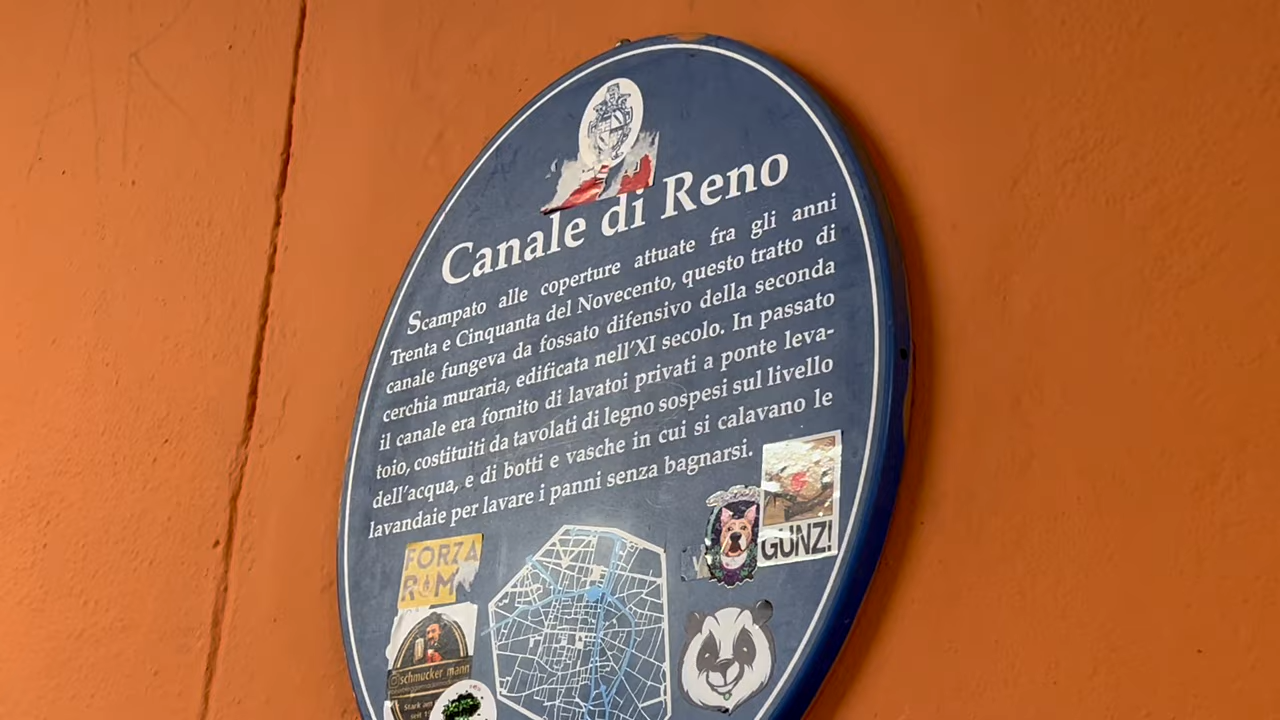 Canale di Reno
Scampato alle coperture attuate fra gli anni
Trenta e Cinquanta del Novecento, questo tratto di
canale fungeva da fossato difensivo della seconda
cerchia muraria, edificata nell'XI secolo. In passato
il canale era fornito di lavatoi privati a ponte leva-
toio, costituiti da tavolati di legno sospesi sul livello
dell'acqua, e di botti e vasche in cui si calavano le
lavandaie per lavare i panni senza bagnarsi.
GUNZ!
FORZA
schmucker mann
Stark am
seit